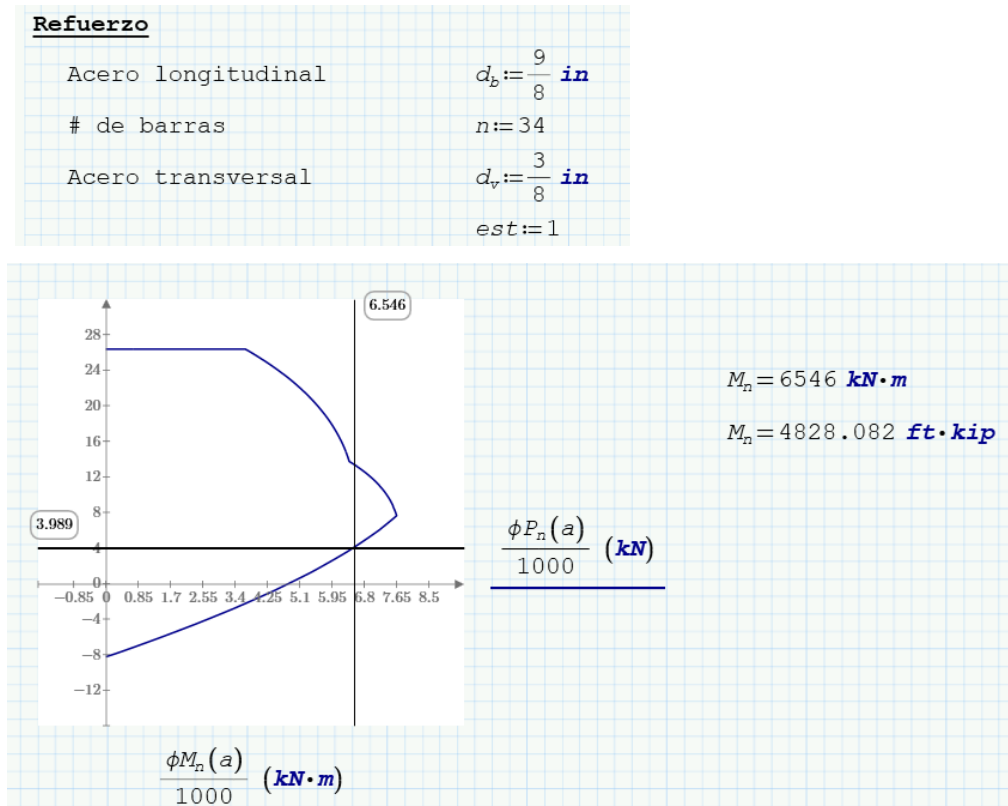 Refuerzo
Acero longitudinal d_b:=9/8 in
# de barras n:=34
Acero transversal d_v:=3/8 in
est:=1
6.546
28
24
20
16
12
8
3.989
4
0
-0.85 0 0.85 1.7 2.55 3.4 4.25 5.1 5.95 6.8 7.65 8.5
-4
-8
-12
M_n=6546 kN·m
M_n=4828.082 ft·kip
ϕP_n(a)/1000 (kN)
ϕM_n(a)/1000 (kN·m)